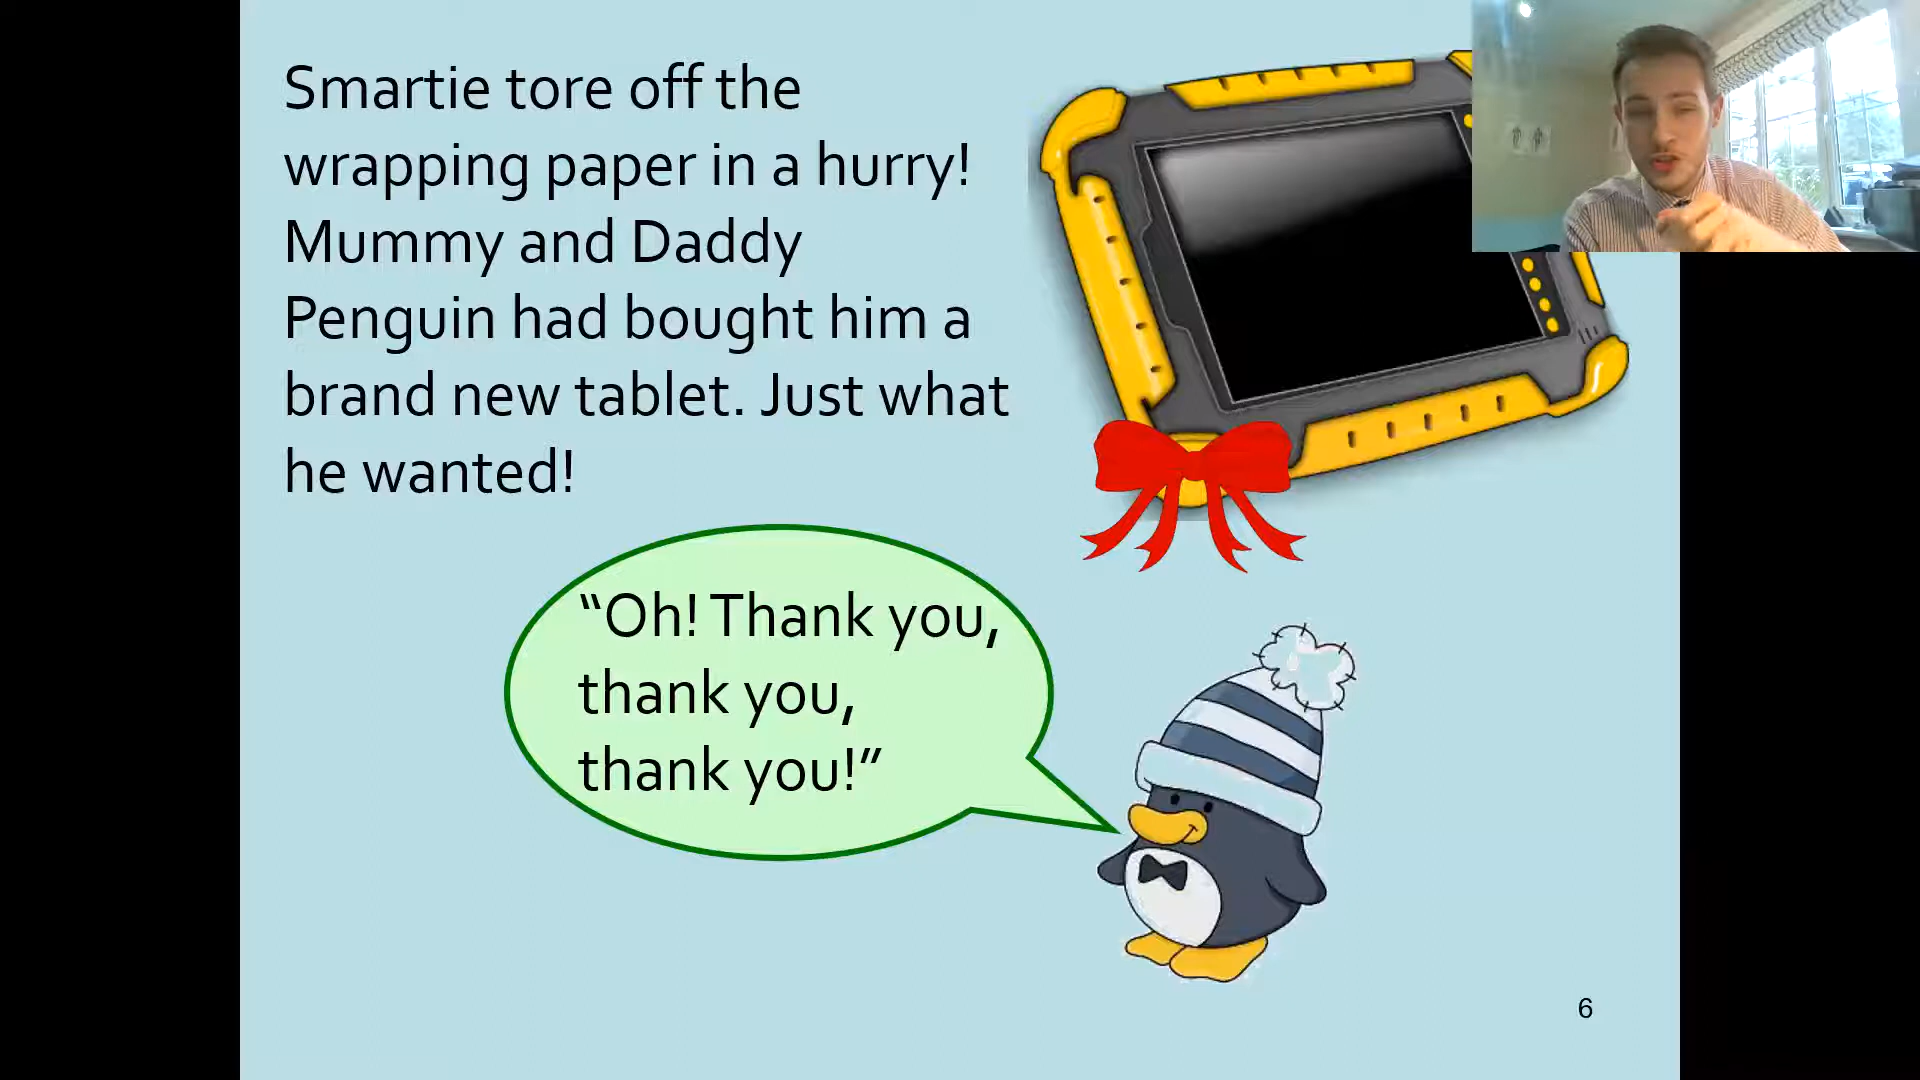 Smartie tore off the
wrapping paper in a hurry!
Mummy and Daddy
Penguin had bought him a
brand new tablet. Just what
he wanted!
“Oh! Thank you,
thank you,
thank you!”
6